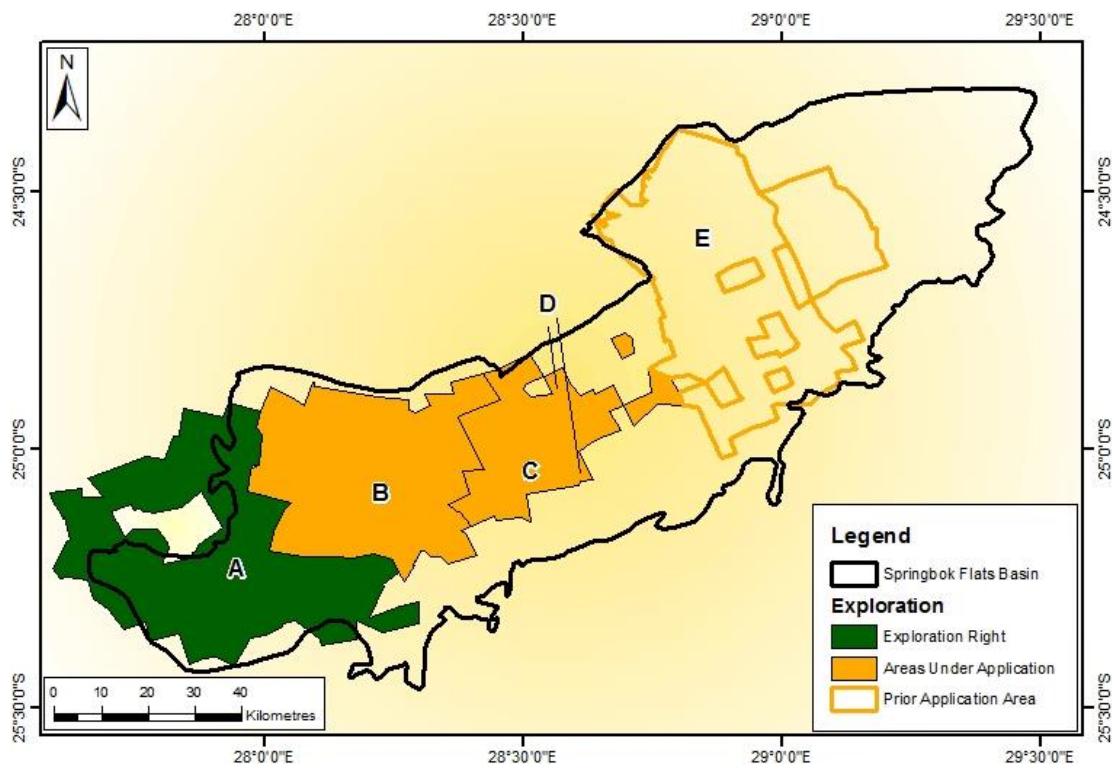 28°0'0"E 28°30'0"E 29°0'0"E 29°30'0"E
N
24°30'0"S 24°30'0"S
E
D
25°0'0"S 25°0'0"S
C
B
A
Legend
Springbok Flats Basin
Exploration
Exploration Right
Areas Under Application
Prior Application Area
0 10 20 30 40
Kilometres
25°30'0"S 25°30'0"S
28°0'0"E 28°30'0"E 29°0'0"E 29°30'0"E